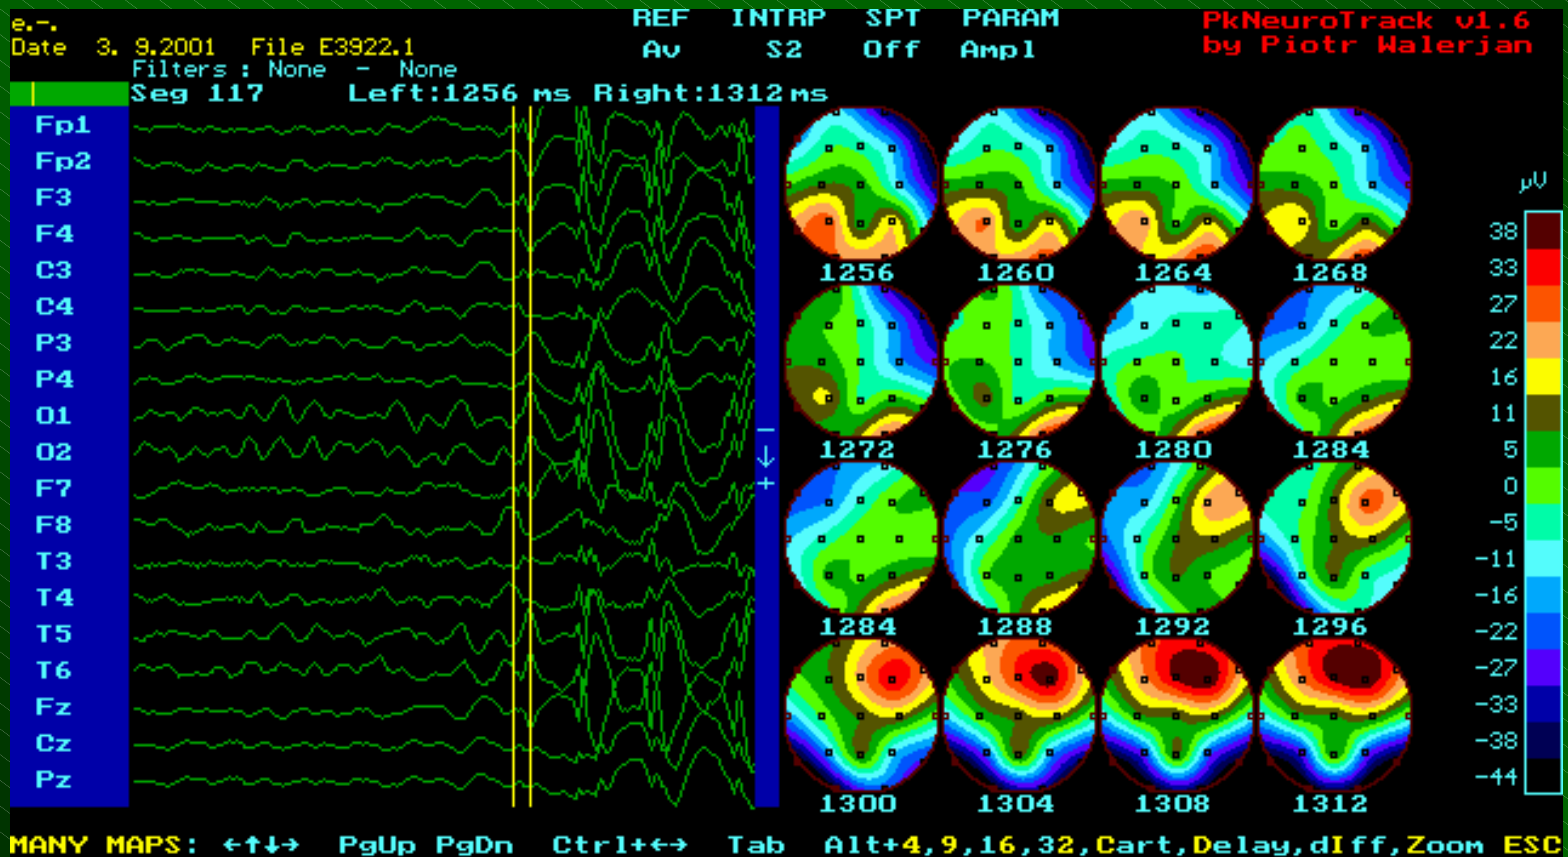 e.-.
REF INTRP SPT PARAM
PkNeuroTrack v1.6
Date 3. 9.2001 File E3922.1
Av S2 Off Ampl
by Piotr Walerjan
Filters : None - None
Seg 117 Left:1256 ms Right:1312 ms
Fp1
Fp2
F3
F4
C3
C4
P3
P4
O1
O2
F7
F8
T3
T4
T5
T6
Fz
Cz
Pz
−
↓
+
1256 1260 1264 1268
1272 1276 1280 1284
1284 1288 1292 1296
1300 1304 1308 1312
µV
38
33
27
22
16
11
5
0
-5
-11
-16
-22
-27
-33
-38
-44
MANY MAPS: ←↑↓→ PgUp PgDn Ctrl+←→ Tab Alt+4,9,16,32,Cart,Delay,dIff,Zoom ESC